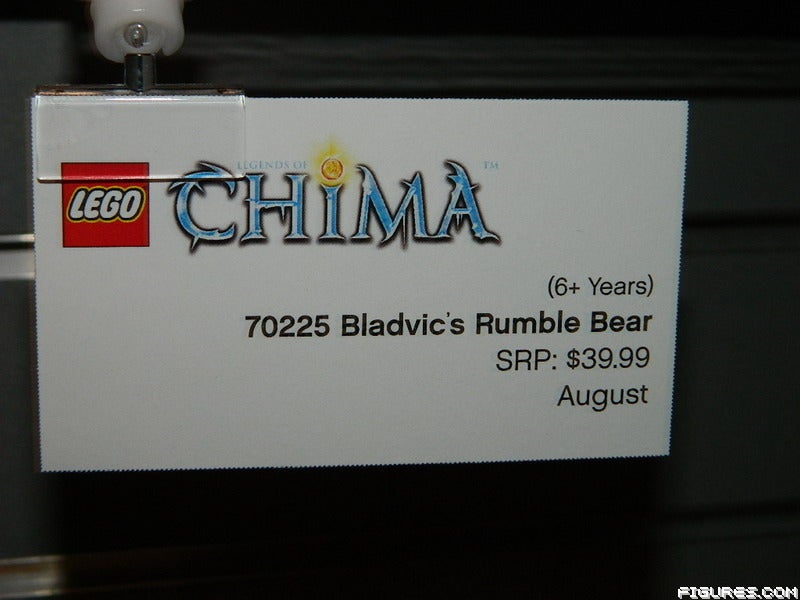 LEGENDS OF
LEGO CHIMA TM
(6+ Years)
70225 Bladvic's Rumble Bear
SRP: $39.99
August
FIGURES.COM